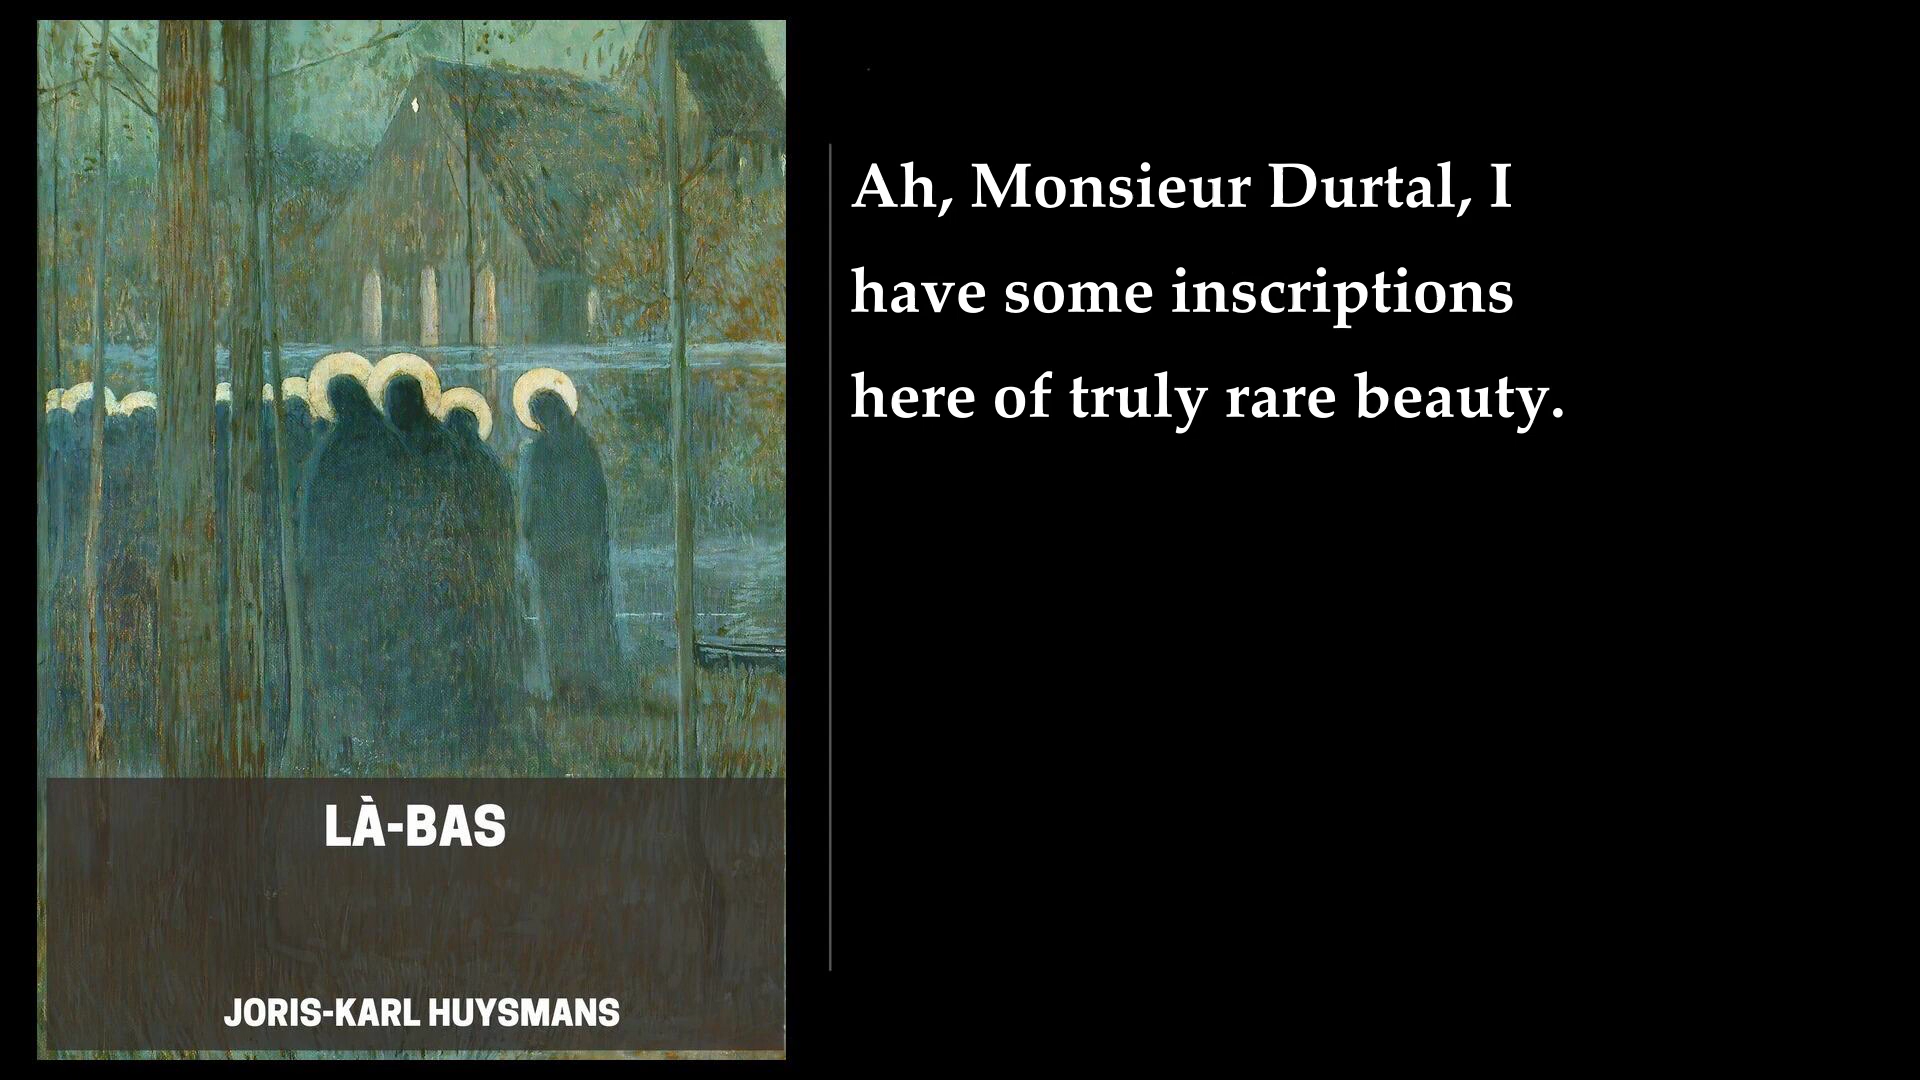 LÀ-BAS
JORIS-KARL HUYSMANS
Ah, Monsieur Durtal, I
have some inscriptions
here of truly rare beauty.